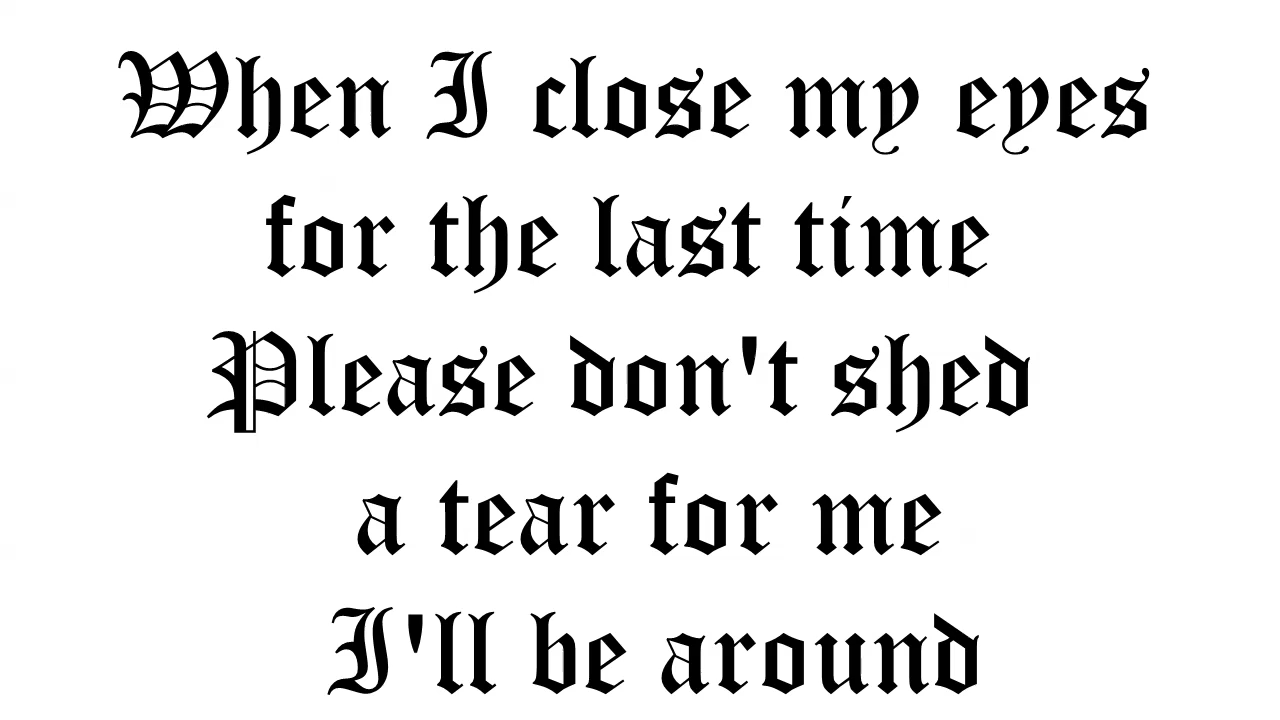 When I close my eyes
for the last time
Please don't shed
a tear for me
I'll be around